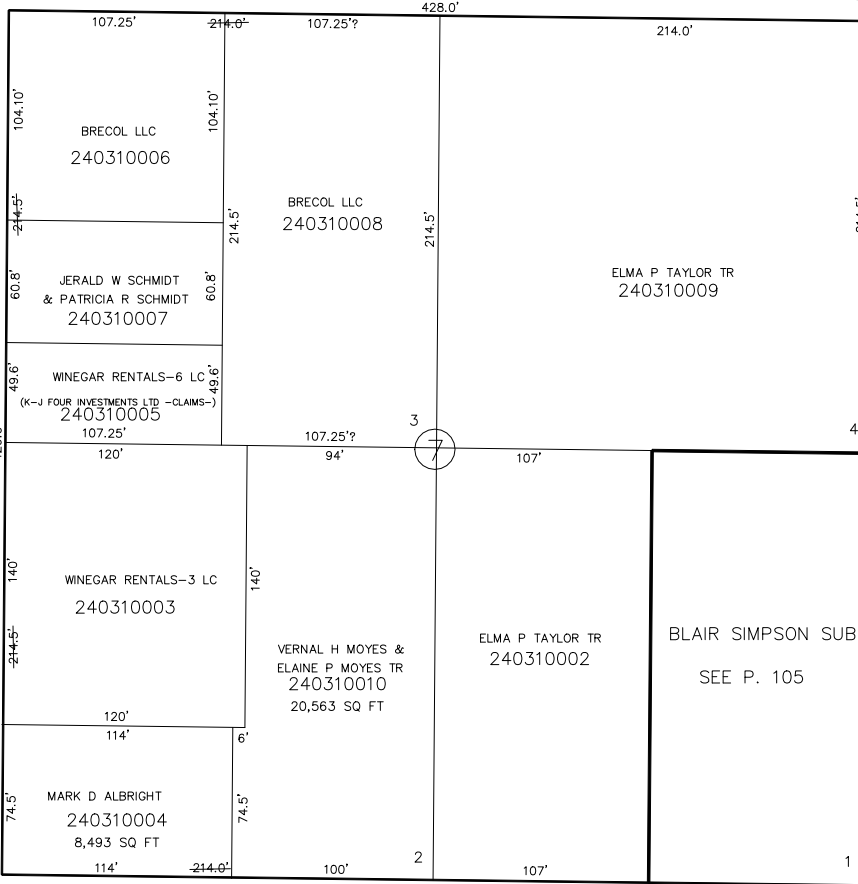 428.0'
107.25' 214.0' 107.25'? 214.0'
104.10' 104.10'
BRECOL LLC
240310006
214.5'
BRECOL LLC
240310008
214.5' 214.5'
ELMA P TAYLOR TR
240310009
60.8' 60.8'
JERALD W SCHMIDT
& PATRICIA R SCHMIDT
240310007
49.6' 49.6'
WINEGAR RENTALS-6 LC
(K-J FOUR INVESTMENTS LTD -CLAIMS-)
240310005
107.25' 107.25'?
3 4
7
120' 94' 107'
140' 140'
WINEGAR RENTALS-3 LC
240310003
214.5'
VERNAL H MOYES &
ELAINE P MOYES TR
240310010
20,563 SQ FT
ELMA P TAYLOR TR
240310002
BLAIR SIMPSON SUB
SEE P. 105
120'
114' 6'
74.5' 74.5'
MARK D ALBRIGHT
240310004
8,493 SQ FT
114' 214.0' 100' 2 107' 1